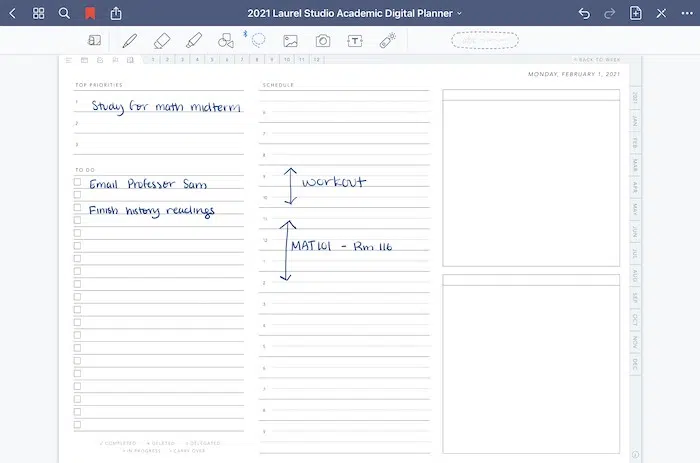 2021 Laurel Studio Academic Digital Planner
T
1 2 3 4 5 6 7 8 9 10 11 12
< BACK TO WEEK
MONDAY, FEBRUARY 1, 2021
TOP PRIORITIES
1 Study for math midterm
2
3
TO DO
Email Professor Sam
Finish history readings
✓ COMPLETED × DELETED > DELEGATED
• IN PROGRESS → CARRY OVER
SCHEDULE
6
7
8
9
workout
10
11
12
MAT101 - Rm 116
1
2
3
4
5
6
7
8
9
2021
JAN
FEB
MAR
APR
MAY
JUN
JUL
AUG
SEP
OCT
NOV
DEC